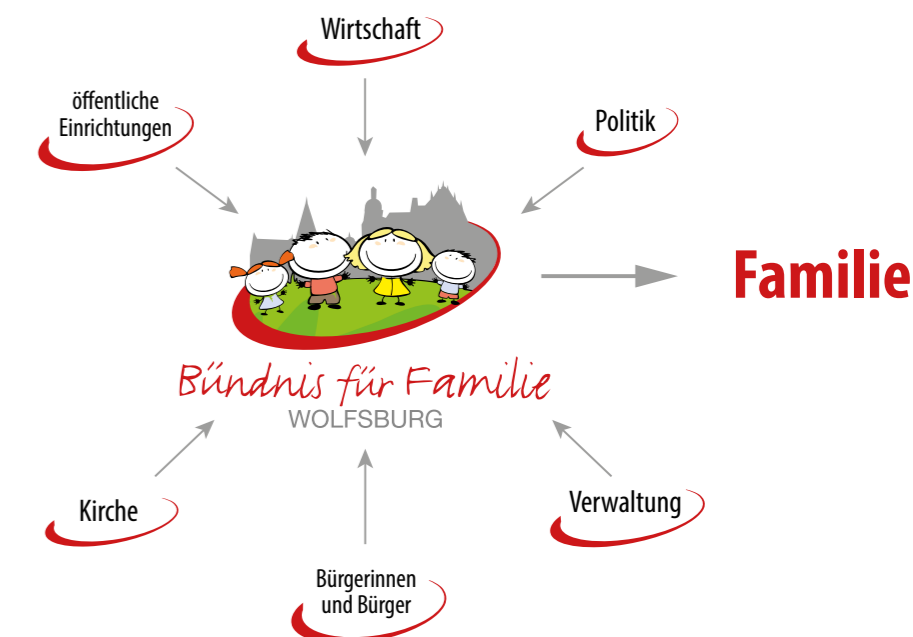 Wirtschaft
öffentliche
Einrichtungen
Politik
Familie
Bündnis für Familie
WOLFSBURG
Kirche
Verwaltung
Bürgerinnen
und Bürger